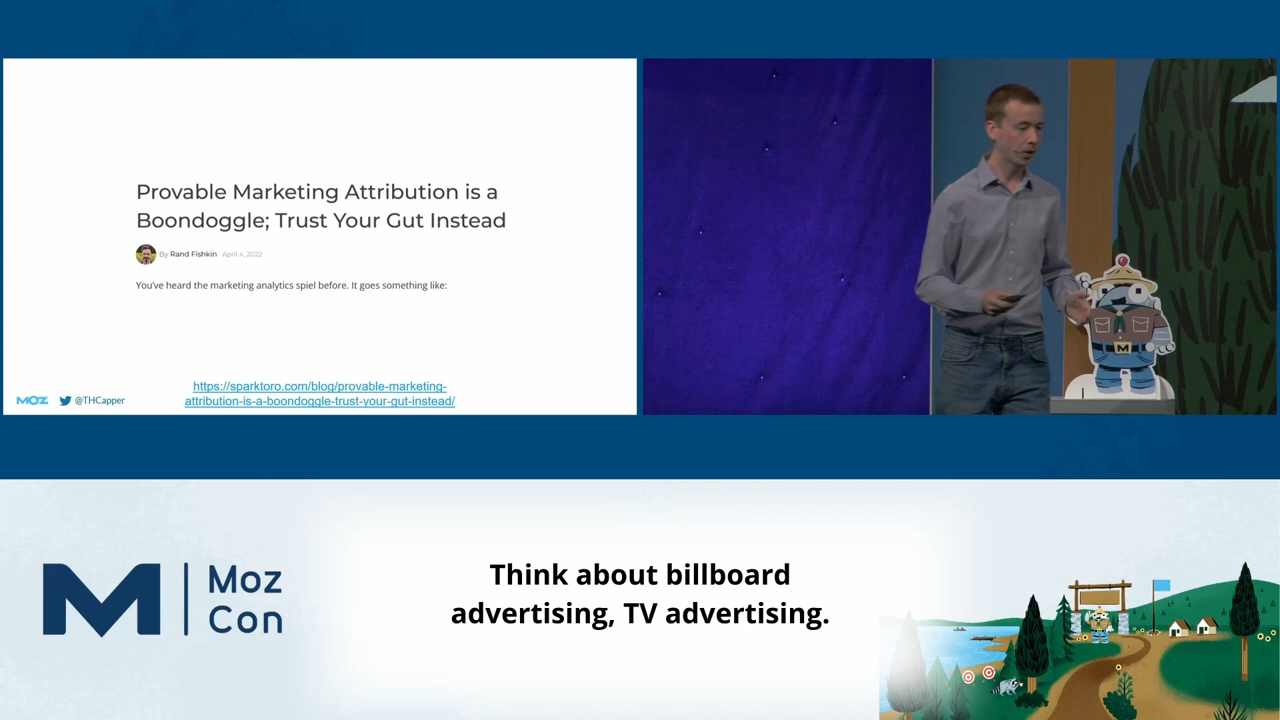 Provable Marketing Attribution is a
Boondoggle; Trust Your Gut Instead
By Rand Fishkin April 4, 2022
You've heard the marketing analytics spiel before. It goes something like:
https://sparktoro.com/blog/provable-marketing-
attribution-is-a-boondoggle-trust-your-gut-instead/
MOZ @THCapper
M
M
Moz
Con
Think about billboard
advertising, TV advertising.